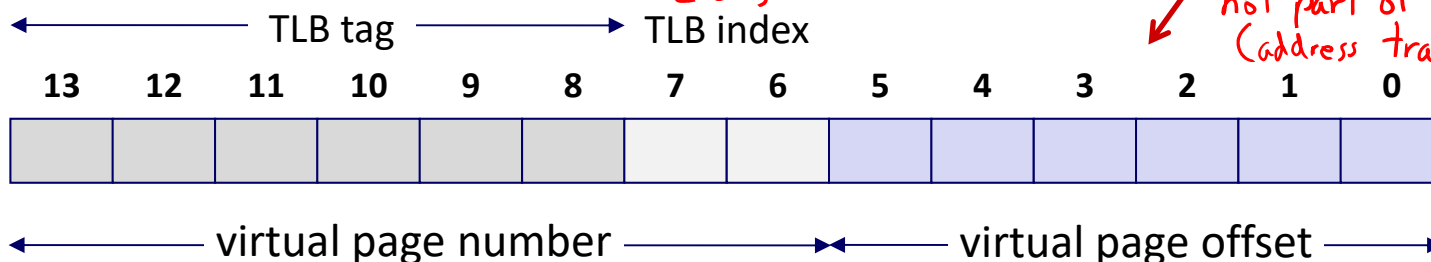 not part of
TLB tag TLB index
(address tra
13 12 11 10 9 8 7 6 5 4 3 2 1 0
virtual page number virtual page offset